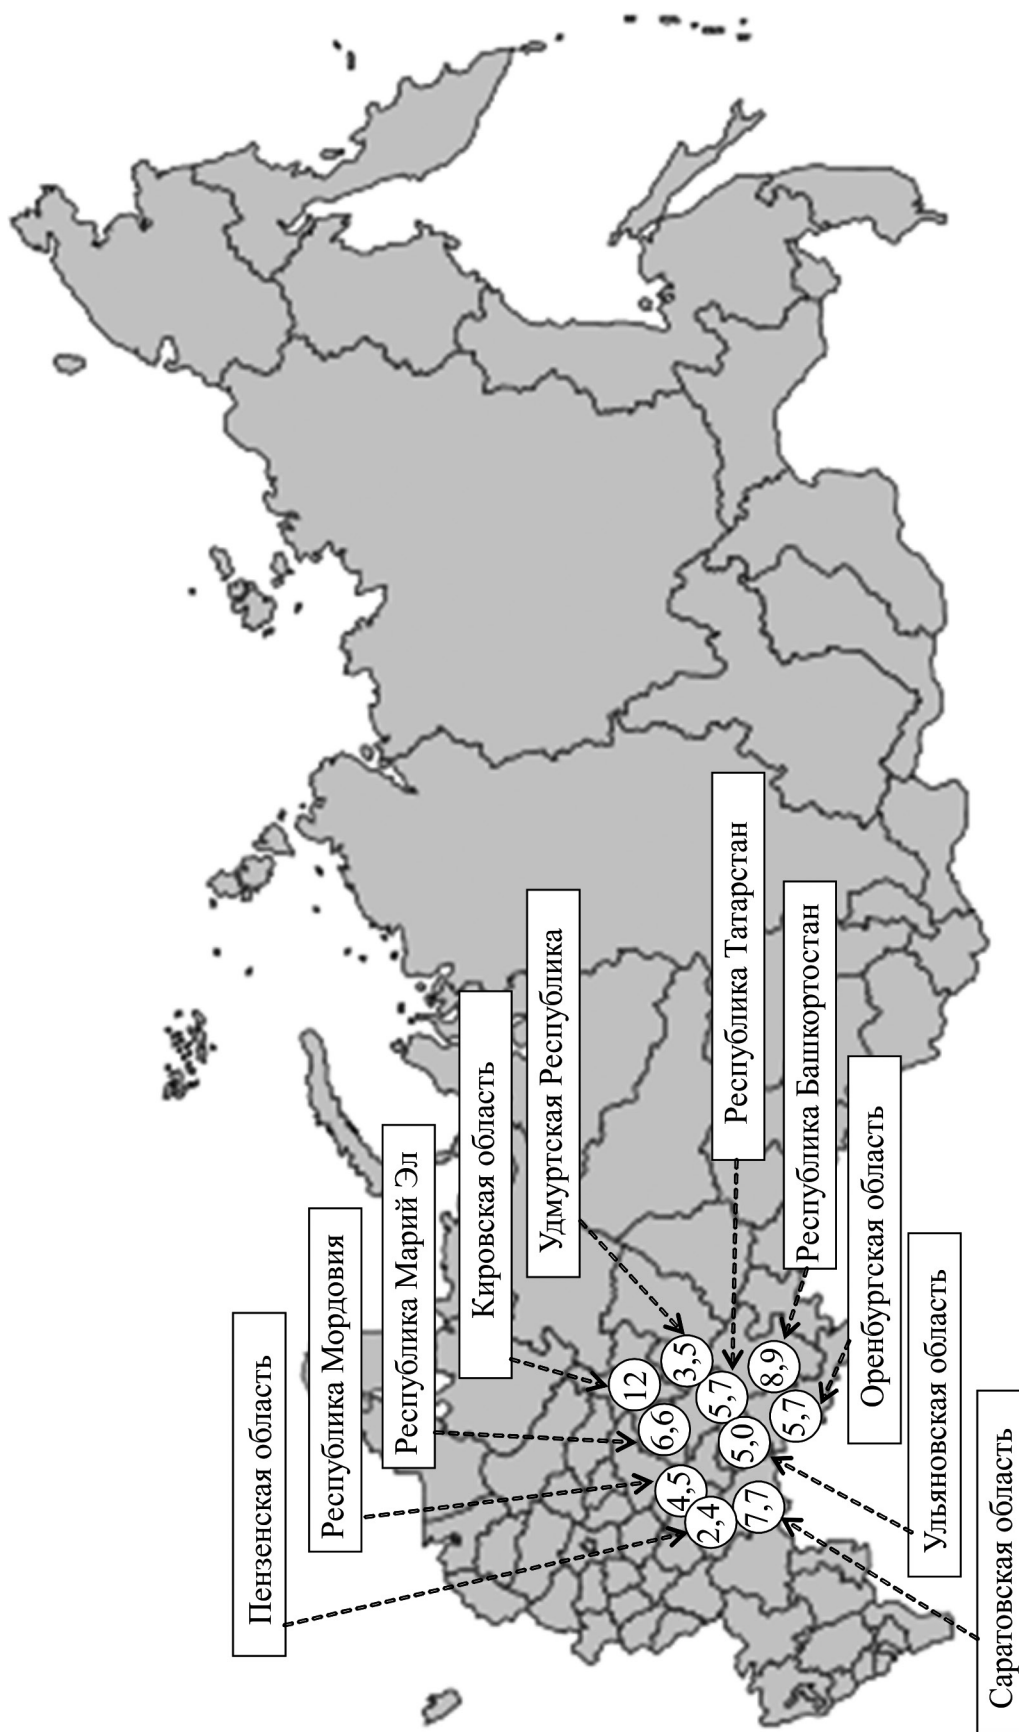 Пензенская область
Республика Мордовия
Республика Марий Эл
Кировская область
Удмуртская Республика
Республика Татарстан
Республика Башкортостан
Оренбургская область
Ульяновская область
Саратовская область
12
3,5
6,6
5,7
8,9
4,5
5,0
5,7
2,4
7,7